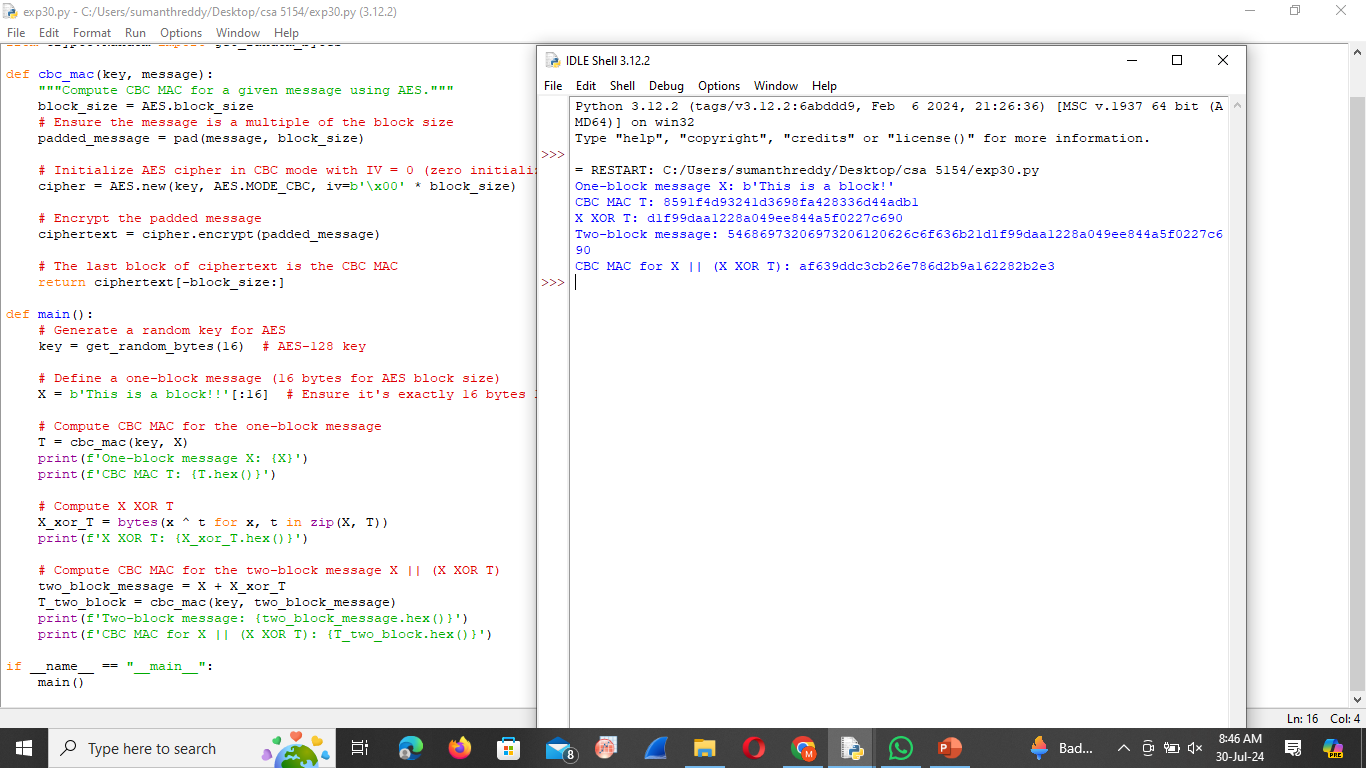 exp30.py - C:/Users/sumanthreddy/Desktop/csa 5154/exp30.py (3.12.2)
File Edit Format Run Options Window Help
def cbc_mac(key, message):
"""Compute CBC MAC for a given message using AES."""
block_size = AES.block_size
# Ensure the message is a multiple of the block size
padded_message = pad(message, block_size)
# Initialize AES cipher in CBC mode with IV = 0 (zero initiali
cipher = AES.new(key, AES.MODE_CBC, iv=b'\x00' * block_size)
# Encrypt the padded message
ciphertext = cipher.encrypt(padded_message)
# The last block of ciphertext is the CBC MAC
return ciphertext[-block_size:]
def main():
# Generate a random key for AES
key = get_random_bytes(16)  # AES-128 key
# Define a one-block message (16 bytes for AES block size)
X = b'This is a block!!'[:16]  # Ensure it's exactly 16 bytes
# Compute CBC MAC for the one-block message
T = cbc_mac(key, X)
print(f'One-block message X: {X}')
print(f'CBC MAC T: {T.hex()}')
# Compute X XOR T
X_xor_T = bytes(x ^ t for x, t in zip(X, T))
print(f'X XOR T: {X_xor_T.hex()}')
# Compute CBC MAC for the two-block message X || (X XOR T)
two_block_message = X + X_xor_T
T_two_block = cbc_mac(key, two_block_message)
print(f'Two-block message: {two_block_message.hex()}')
print(f'CBC MAC for X || (X XOR T): {T_two_block.hex()}')
if __name__ == "__main__":
main()
IDLE Shell 3.12.2
File Edit Shell Debug Options Window Help
Python 3.12.2 (tags/v3.12.2:6abddd9, Feb  6 2024, 21:26:36) [MSC v.1937 64 bit (A
MD64)] on win32
Type "help", "copyright", "credits" or "license()" for more information.
>>>
= RESTART: C:/Users/sumanthreddy/Desktop/csa 5154/exp30.py
One-block message X: b'This is a block!'
CBC MAC T: 8591f4d93241d3698fa428336d44adb1
X XOR T: d1f99daa1228a049ee844a5f0227c690
Two-block message: 54686973206973206120626c6f636b21d1f99daa1228a049ee844a5f0227c6
90
CBC MAC for X || (X XOR T): af639ddc3cb26e786d2b9a162282b2e3
>>>
Ln: 16 Col: 4
Type here to search
8
Bad...
8:46 AM
30-Jul-24
PRE